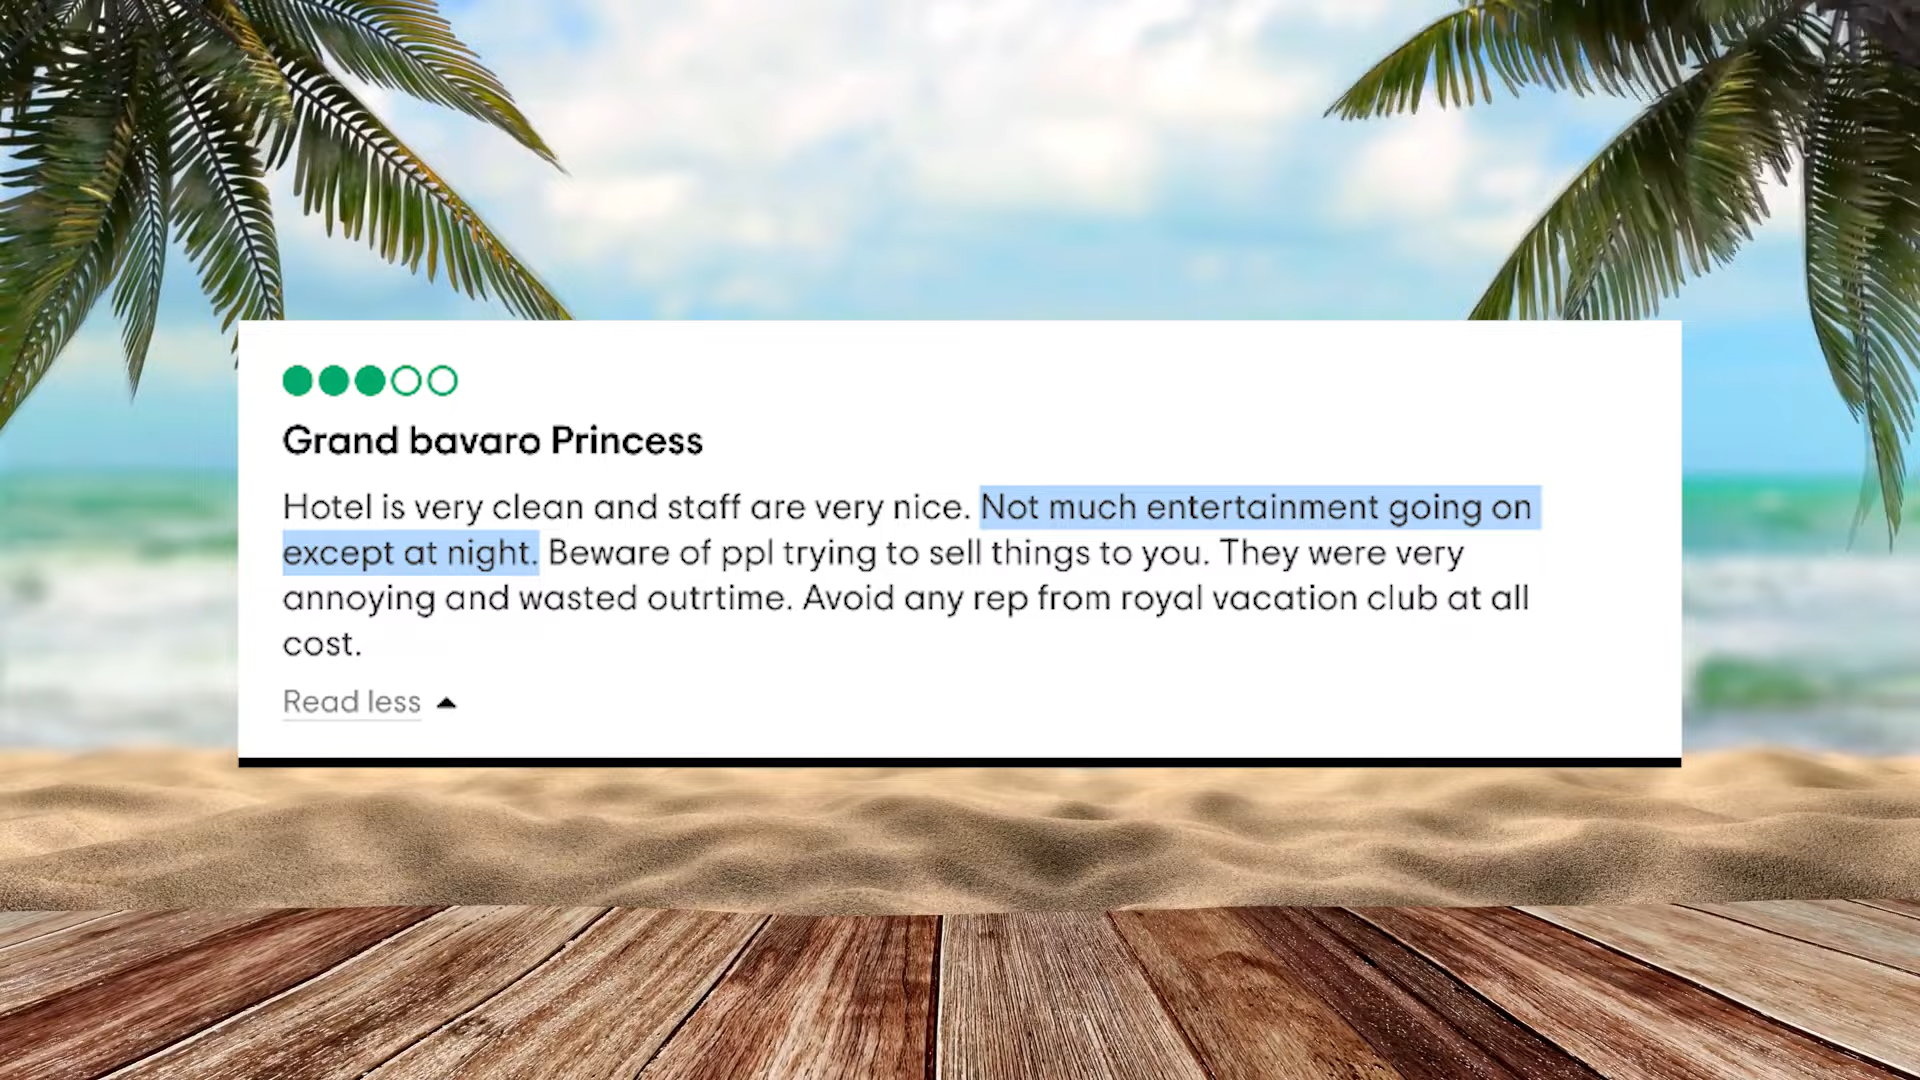 Grand bavaro Princess
Hotel is very clean and staff are very nice. Not much entertainment going on
except at night. Beware of ppl trying to sell things to you. They were very
annoying and wasted outrtime. Avoid any rep from royal vacation club at all
cost.
Read less